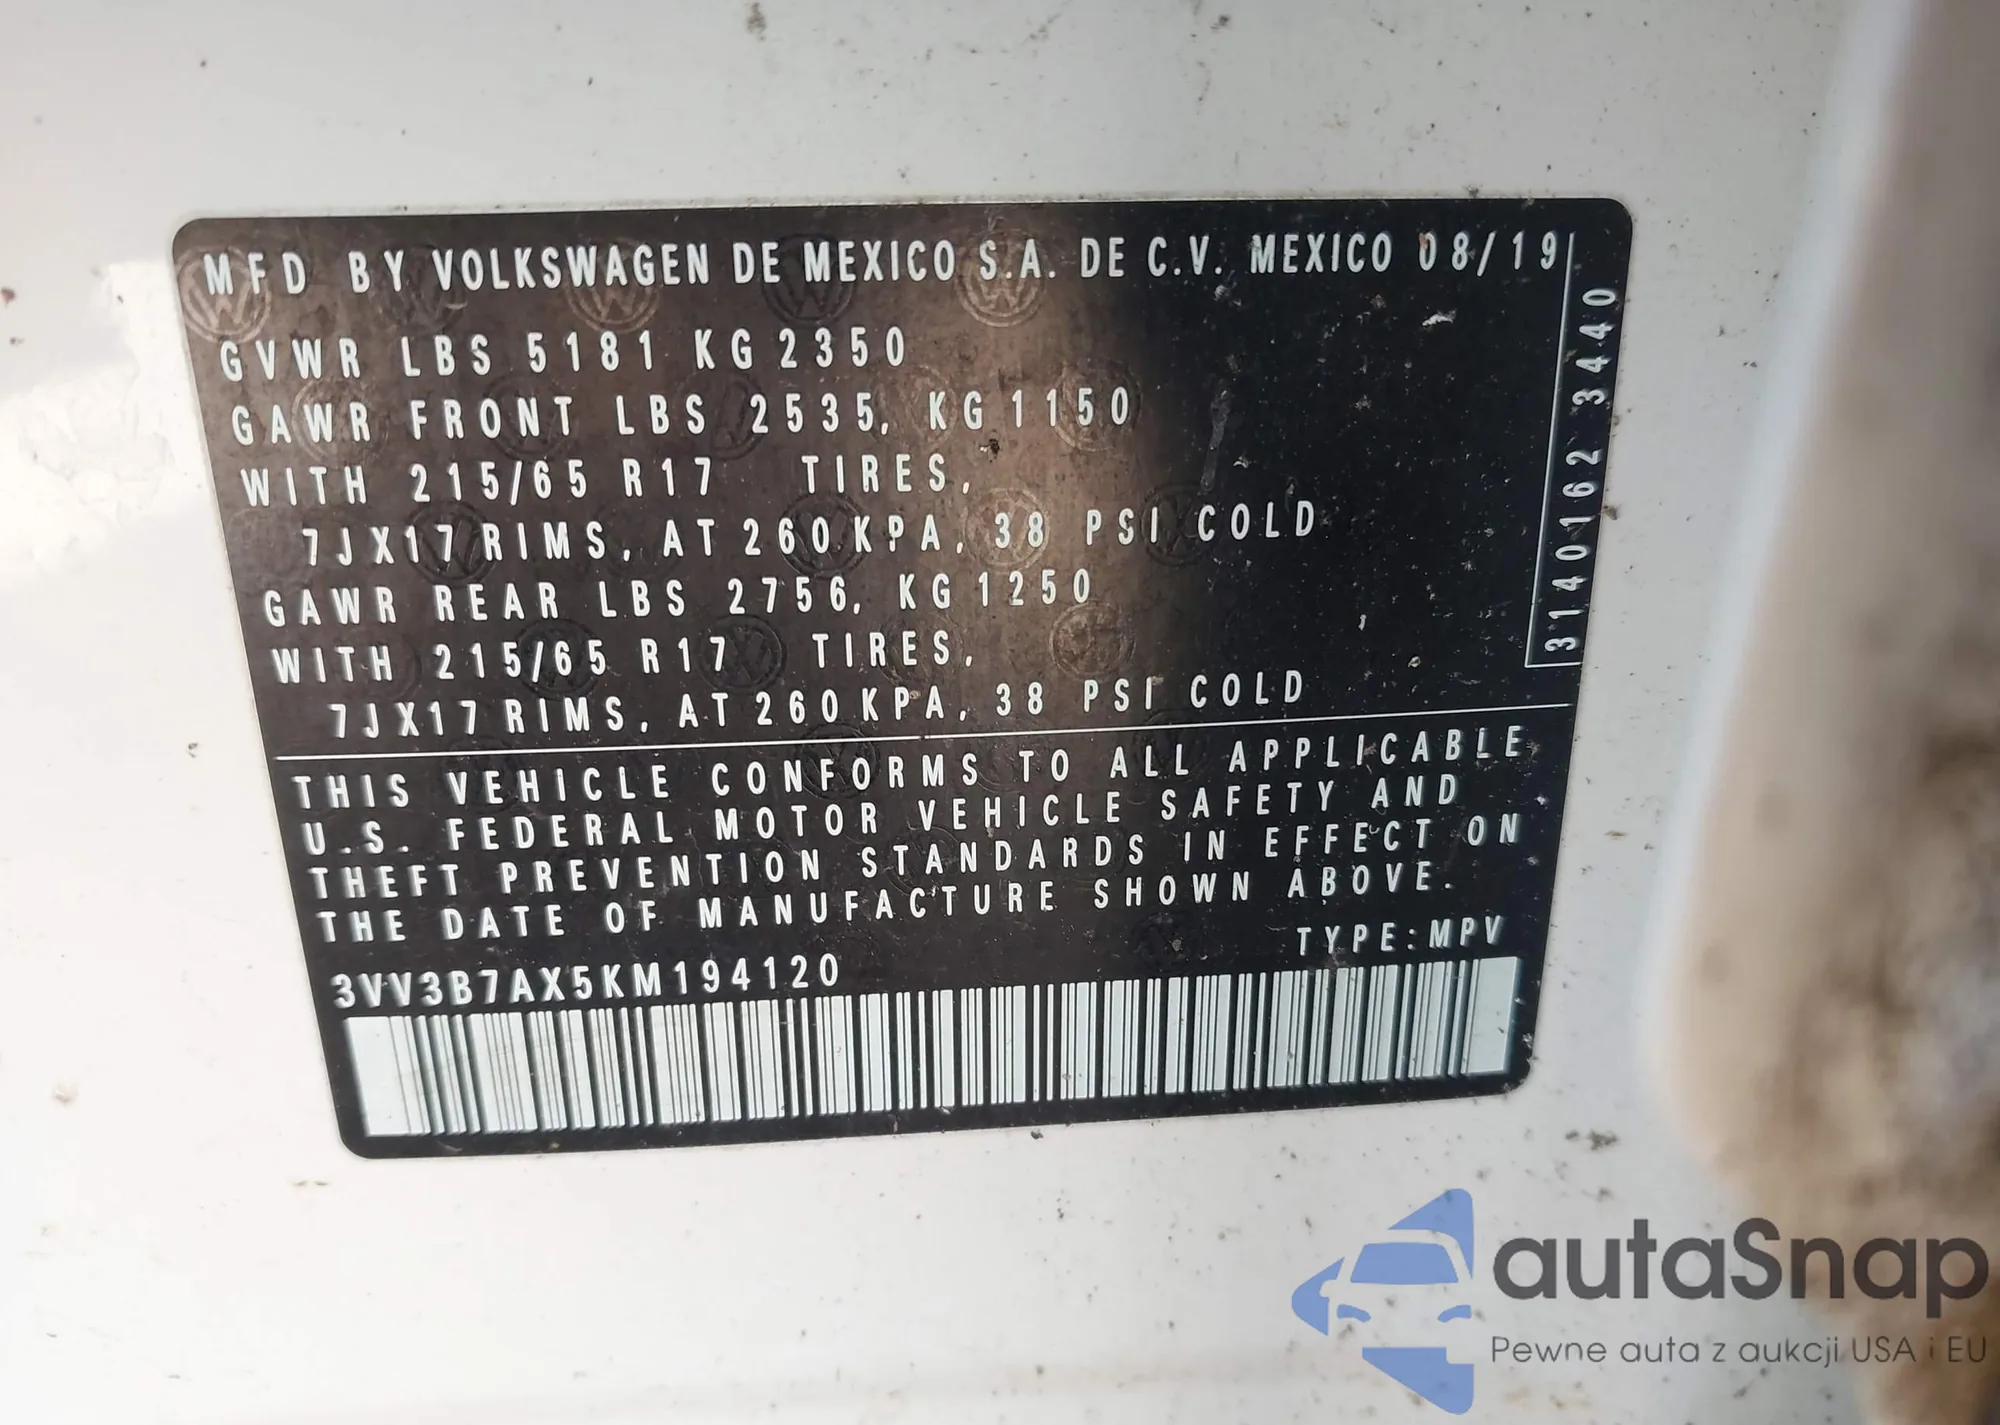 MFD BY VOLKSWAGEN DE MEXICO S.A. DE C.V. MEXICO 08/19
GVWR LBS 5181 KG 2350
GAWR FRONT LBS 2535, KG 1150
WITH 215/65 R17 TIRES,
7JX17 RIMS, AT 260 KPA, 38 PSI COLD
GAWR REAR LBS 2756, KG 1250
WITH 215/65 R17 TIRES,
7JX17 RIMS, AT 260 KPA, 38 PSI COLD
3140162 3440
THIS VEHICLE CONFORMS TO ALL APPLICABLE
U.S. FEDERAL MOTOR VEHICLE SAFETY AND
THEFT PREVENTION STANDARDS IN EFFECT ON
THE DATE OF MANUFACTURE SHOWN ABOVE.
TYPE: MPV
3VV3B7AX5KM194120
autaSnap
Pewne auta z aukcji USA i EU